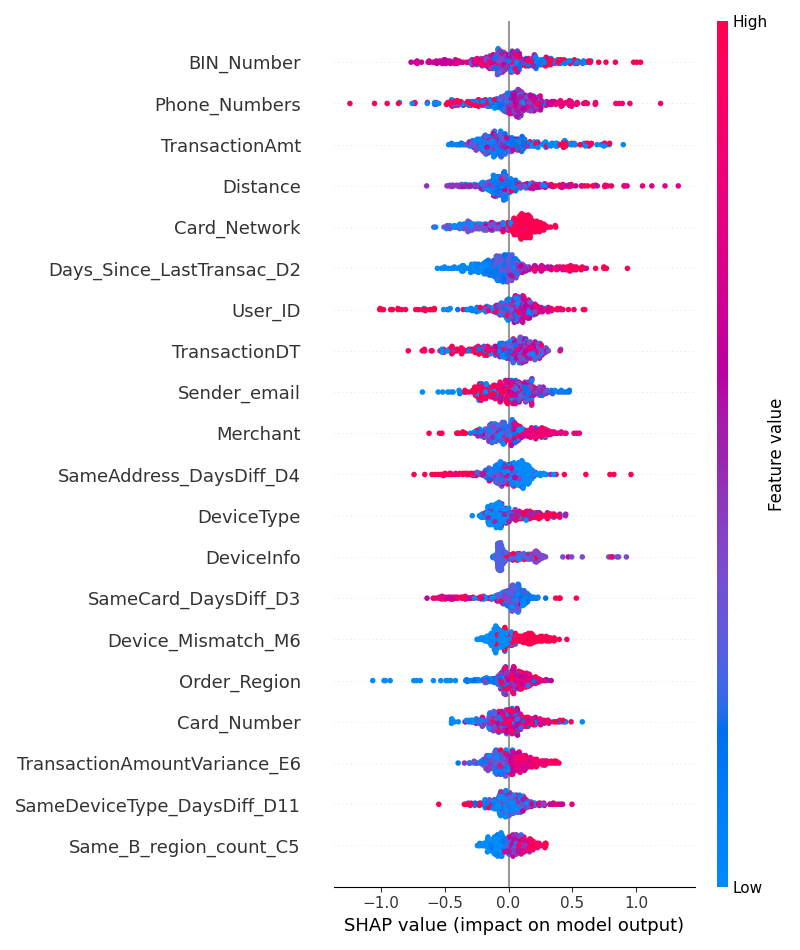 High
BIN_Number
Phone_Numbers
TransactionAmt
Distance
Card_Network
Days_Since_LastTransac_D2
User_ID
TransactionDT
Sender_email
Merchant
SameAddress_DaysDiff_D4
DeviceType
DeviceInfo
SameCard_DaysDiff_D3
Device_Mismatch_M6
Order_Region
Card_Number
TransactionAmountVariance_E6
SameDeviceType_DaysDiff_D11
Same_B_region_count_C5
Feature value
Low
−1.0 −0.5 0.0 0.5 1.0
SHAP value (impact on model output)